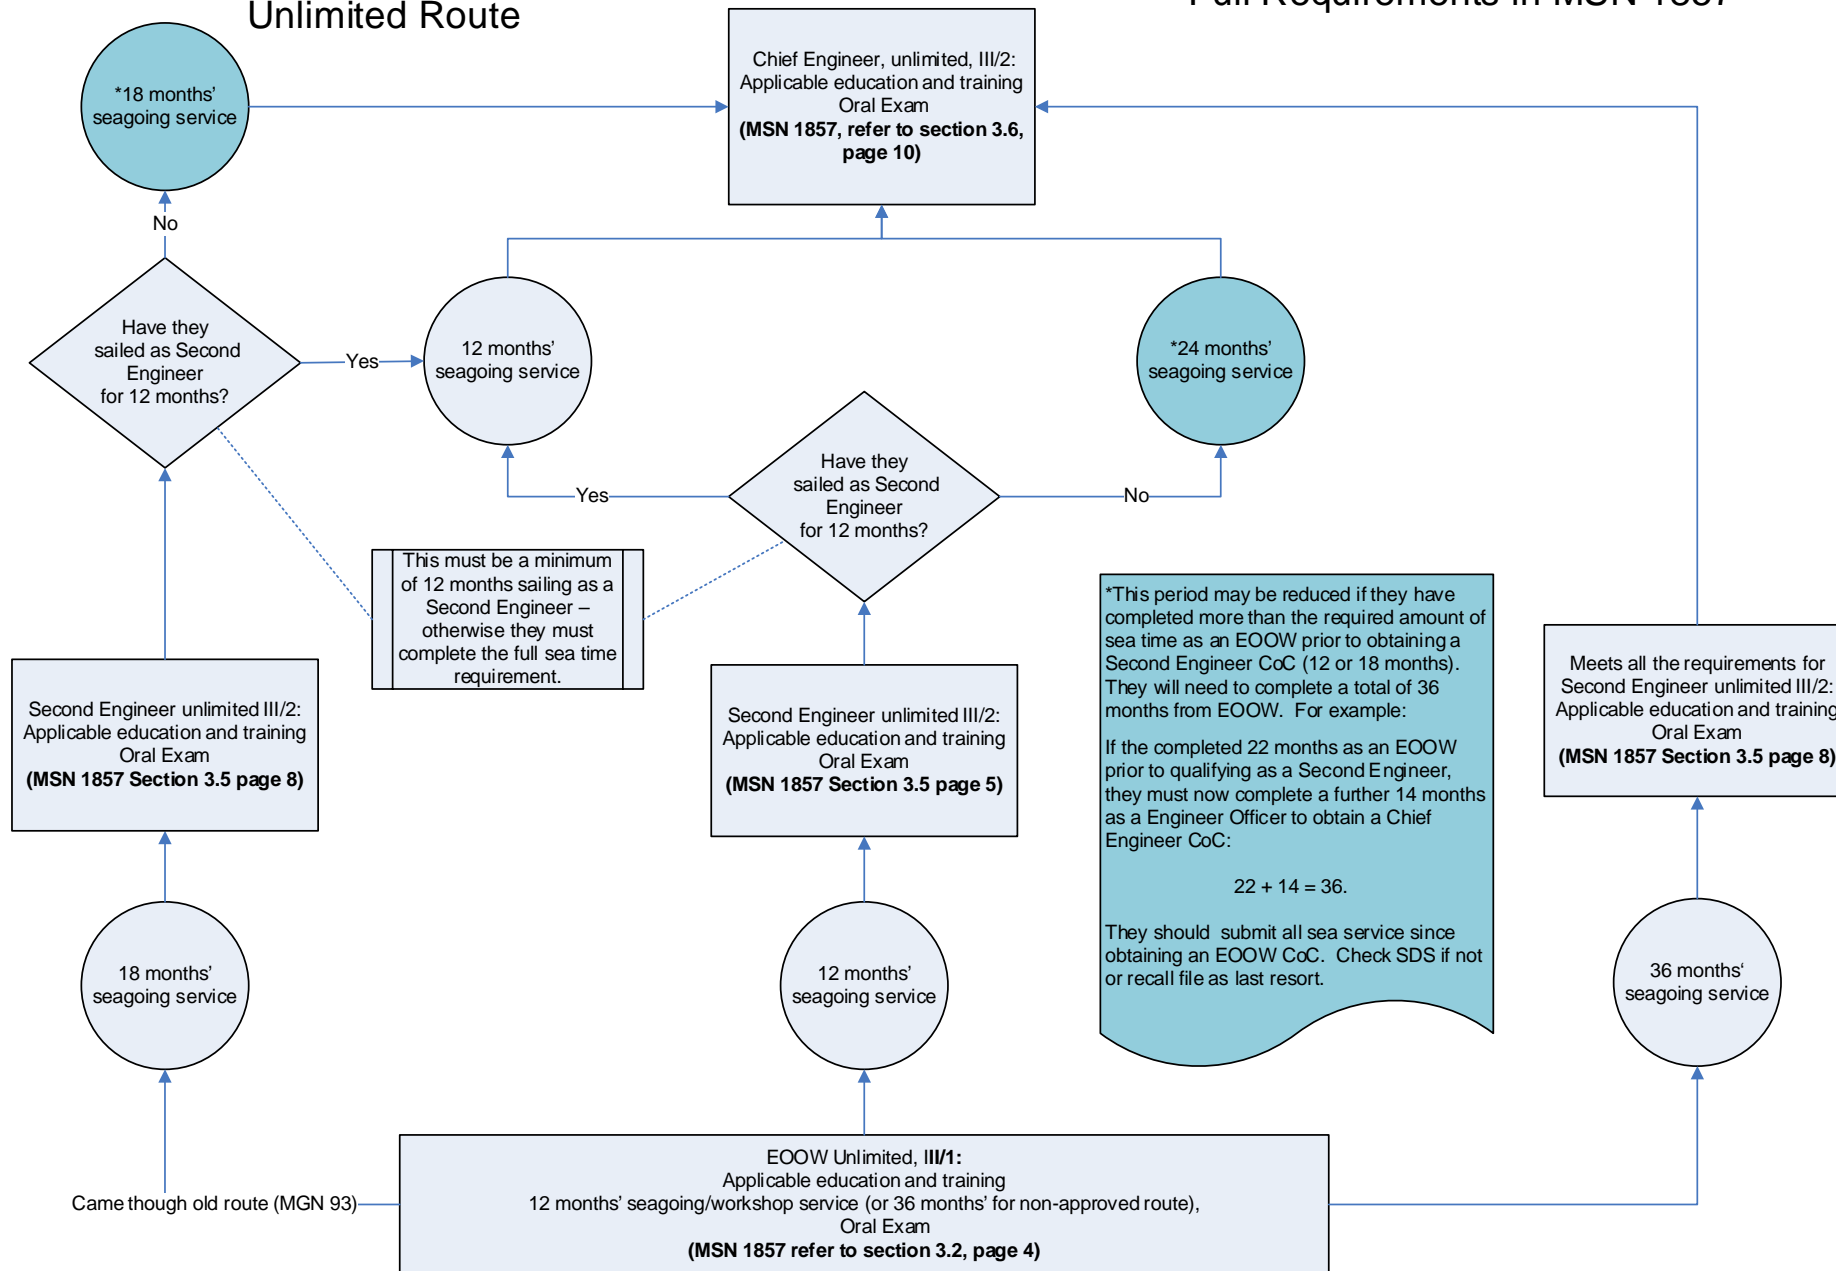 Unlimited Route
Full Requirements in MSN 1857
Chief Engineer, unlimited, III/2:
Applicable education and training
Oral Exam
(MSN 1857, refer to section 3.6,
page 10)
*18 months’
seagoing service
No
Have they
sailed as Second
Engineer
for 12 months?
Yes
12 months’
seagoing service
*24 months’
seagoing service
Have they
sailed as Second
Engineer
for 12 months?
Yes
No
This must be a minimum
of 12 months sailing as a
Second Engineer –
otherwise they must
complete the full sea time
requirement.
*This period may be reduced if they have
completed more than the required amount of
sea time as an EOOW prior to obtaining a
Second Engineer CoC (12 or 18 months).
They will need to complete a total of 36
months from EOOW.  For example:
If the completed 22 months as an EOOW
prior to qualifying as a Second Engineer,
they must now complete a further 14 months
as a Engineer Officer to obtain a Chief
Engineer CoC:
22 + 14 = 36.
They should  submit all sea service since
obtaining an EOOW CoC.  Check SDS if not
or recall file as last resort.
Second Engineer unlimited III/2:
Applicable education and training
Oral Exam
(MSN 1857 Section 3.5 page 8)
Second Engineer unlimited III/2:
Applicable education and training
Oral Exam
(MSN 1857 Section 3.5 page 5)
Meets all the requirements for
Second Engineer unlimited III/2:
Applicable education and training
Oral Exam
(MSN 1857 Section 3.5 page 8)
18 months’
seagoing service
12 months’
seagoing service
36 months‘
seagoing service
Came though old route (MGN 93)
EOOW Unlimited, III/1:
Applicable education and training
12 months’ seagoing/workshop service (or 36 months’ for non-approved route),
Oral Exam
(MSN 1857 refer to section 3.2, page 4)